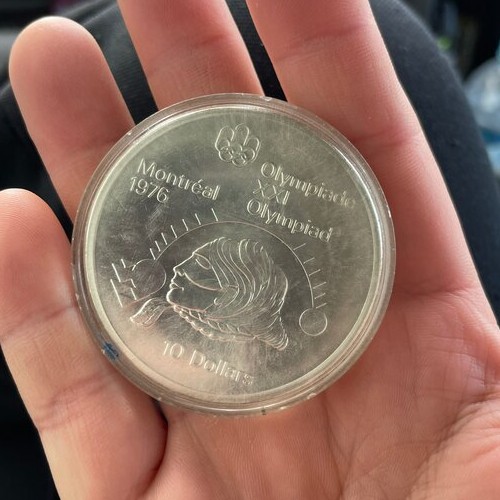 Montréal
1976
Olympiade
XXI
Olympiad
10 Dollars